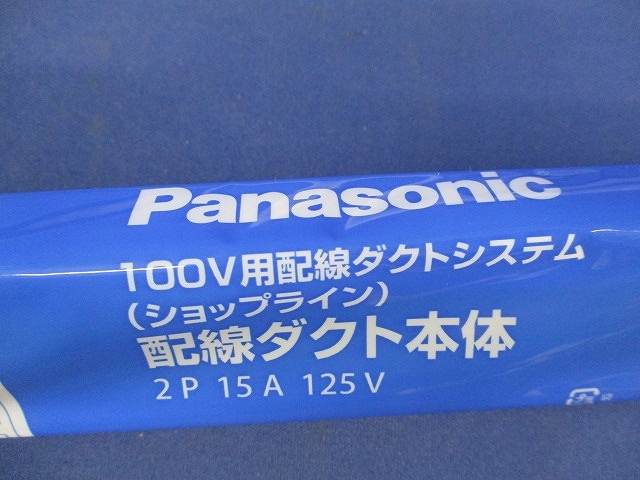 Panasonic
100V用配線ダクトシステム
(ショップライン)
配線ダクト本体
2P 15A 125V